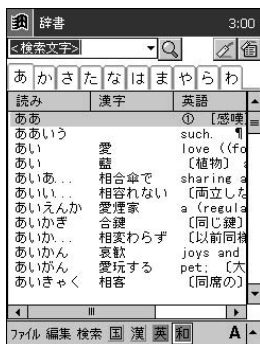 辞書 3:00
<検索文字>
あ か さ た な は ま や ら わ
読み 漢字 英語
ああ ① [感嘆
ああいう such. ¶
あい 愛 love ((fo
あい 藍 [植物]
あいあ... 相合傘で sharing a
あいい... 相容れない [両立した
あいえんか 愛煙家 a (regula
あいかぎ 合鍵 [同じ鍵]
あいか... 相変わらず [以前同様
あいかん 哀歓 joys and
あいがん 愛玩する pet; [大
あいきゃく 相客 [同席の]
ファイル 編集 検索 国 漢 英 和 A